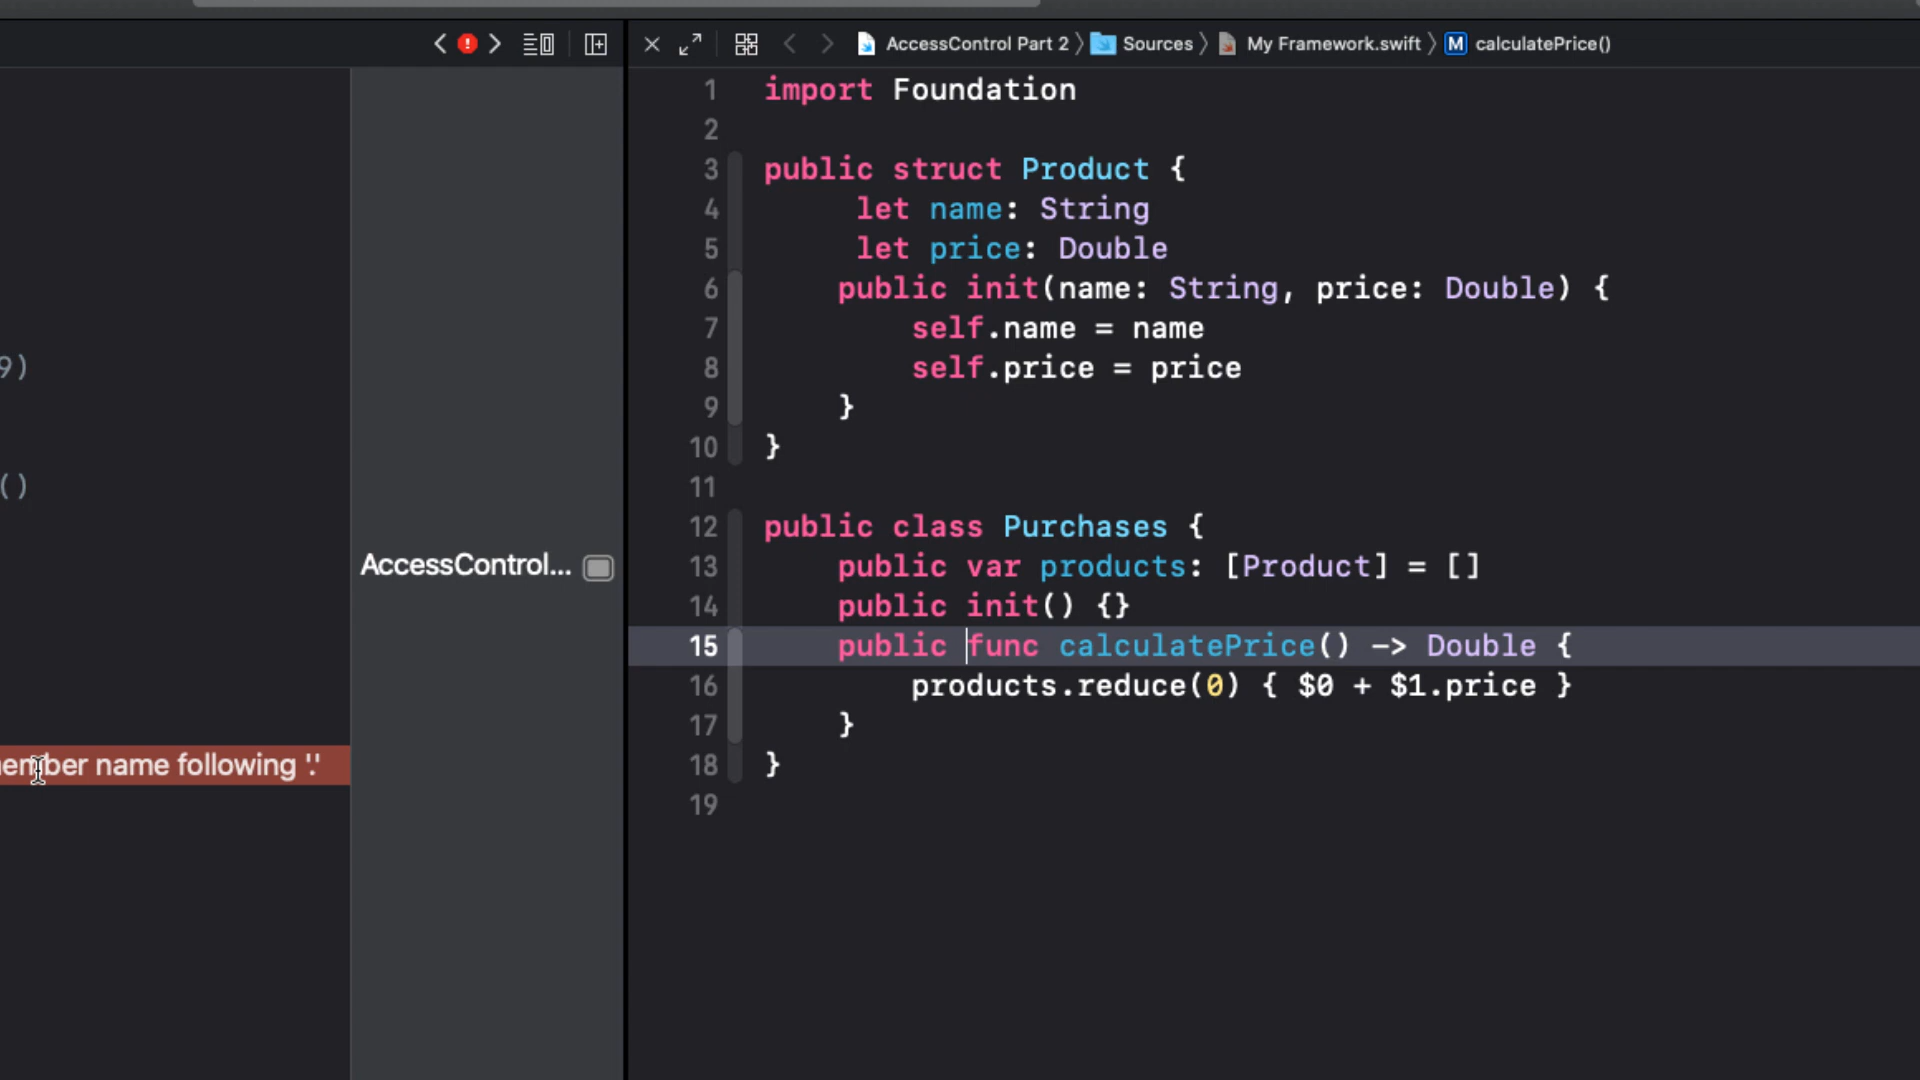 AccessControl Part 2 〉 Sources 〉 My Framework.swift 〉 M calculatePrice()
9)
()
AccessControl...
member name following '.'
1 import Foundation
2
3 public struct Product {
4 let name: String
5 let price: Double
6 public init(name: String, price: Double) {
7 self.name = name
8 self.price = price
9 }
10 }
11
12 public class Purchases {
13 public var products: [Product] = []
14 public init() {}
15 public func calculatePrice() -> Double {
16 products.reduce(0) { $0 + $1.price }
17 }
18 }
19